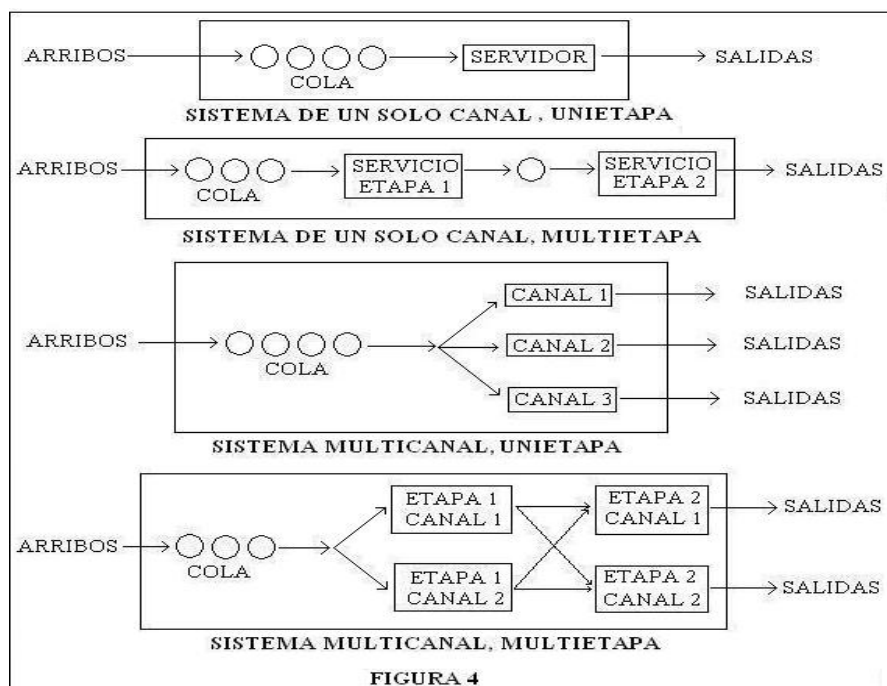 ARRIBOS
COLA
SERVIDOR
SALIDAS
SISTEMA DE UN SOLO CANAL , UNIETAPA
ARRIBOS
COLA
SERVICIO
ETAPA 1
SERVICIO
ETAPA 2
SALIDAS
SISTEMA DE UN SOLO CANAL, MULTIETAPA
ARRIBOS
COLA
CANAL 1
SALIDAS
CANAL 2
SALIDAS
CANAL 3
SALIDAS
SISTEMA MULTICANAL, UNIETAPA
ARRIBOS
COLA
ETAPA 1
CANAL 1
ETAPA 2
CANAL 1
SALIDAS
ETAPA 1
CANAL 2
ETAPA 2
CANAL 2
SALIDAS
SISTEMA MULTICANAL, MULTIETAPA
FIGURA 4